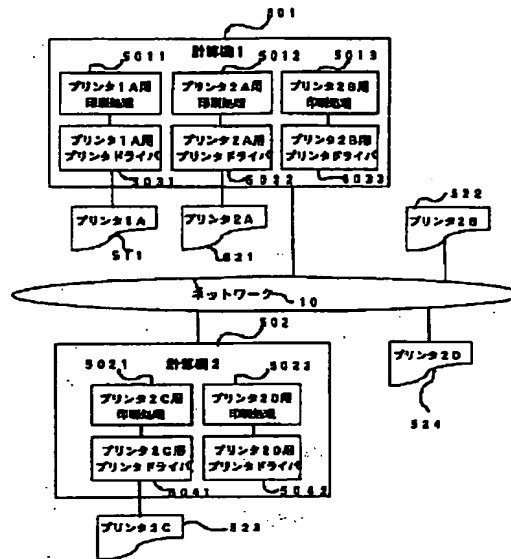 501
計算機1
5011
5012
5013
プリンタ1A用
印刷処理
プリンタ2A用
印刷処理
プリンタ2B用
印刷処理
プリンタ1A用
プリンタドライバ
プリンタ2A用
プリンタドライバ
プリンタ2B用
プリンタドライバ
5031
5032
5033
プリンタ1A
511
プリンタ2A
521
522
プリンタ2B
ネットワーク
10
502
計算機2
5021
5022
プリンタ2C用
印刷処理
プリンタ2D用
印刷処理
プリンタ2C用
プリンタドライバ
プリンタ2D用
プリンタドライバ
5041
5042
プリンタ2D
524
プリンタ2C
523